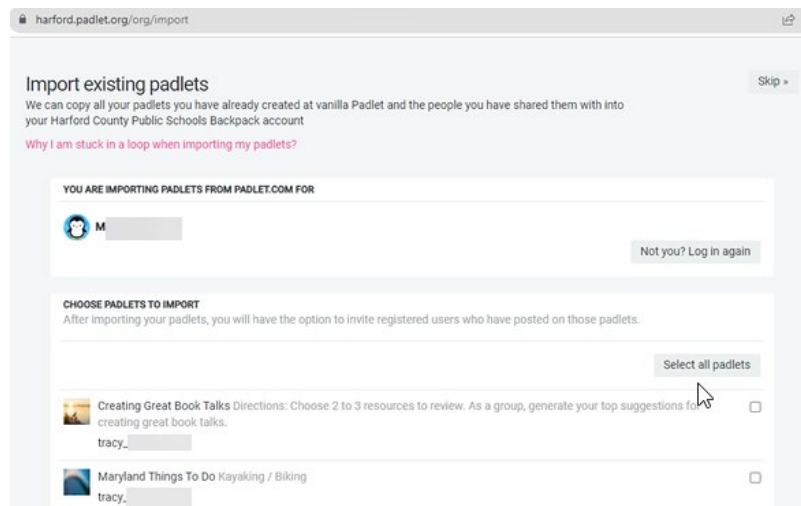 harford.padlet.org/org/import
Import existing padlets
Skip »
We can copy all your padlets you have already created at vanilla Padlet and the people you have shared them with into
your Harford County Public Schools Backpack account
Why I am stuck in a loop when importing my padlets?
YOU ARE IMPORTING PADLETS FROM PADLET.COM FOR
M
Not you? Log in again
CHOOSE PADLETS TO IMPORT
After importing your padlets, you will have the option to invite registered users who have posted on those padlets.
Select all padlets
Creating Great Book Talks Directions: Choose 2 to 3 resources to review. As a group, generate your top suggestions for
creating great book talks.
tracy_
Maryland Things To Do Kayaking / Biking
tracy_